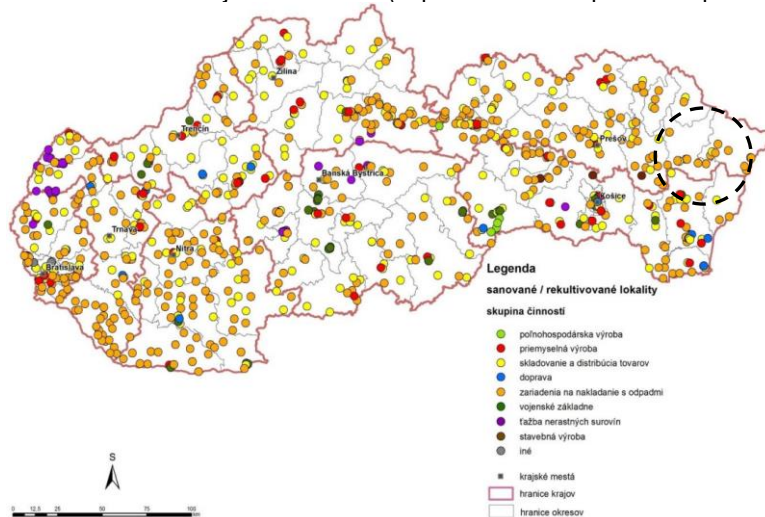 Žilina
Trenčín
Prešov
Banská Bystrica
Košice
Trnava
Nitra
Bratislava
Legenda
sanované / rekultivované lokality
skupina činností
poľnohospodárska výroba
priemyselná výroba
skladovanie a distribúcia tovarov
doprava
zariadenia na nakladanie s odpadmi
vojenské základne
ťažba nerastných surovín
stavebná výroba
iné
krajské mestá
hranice krajov
hranice okresov
S
0 12,5 25 50 75 100